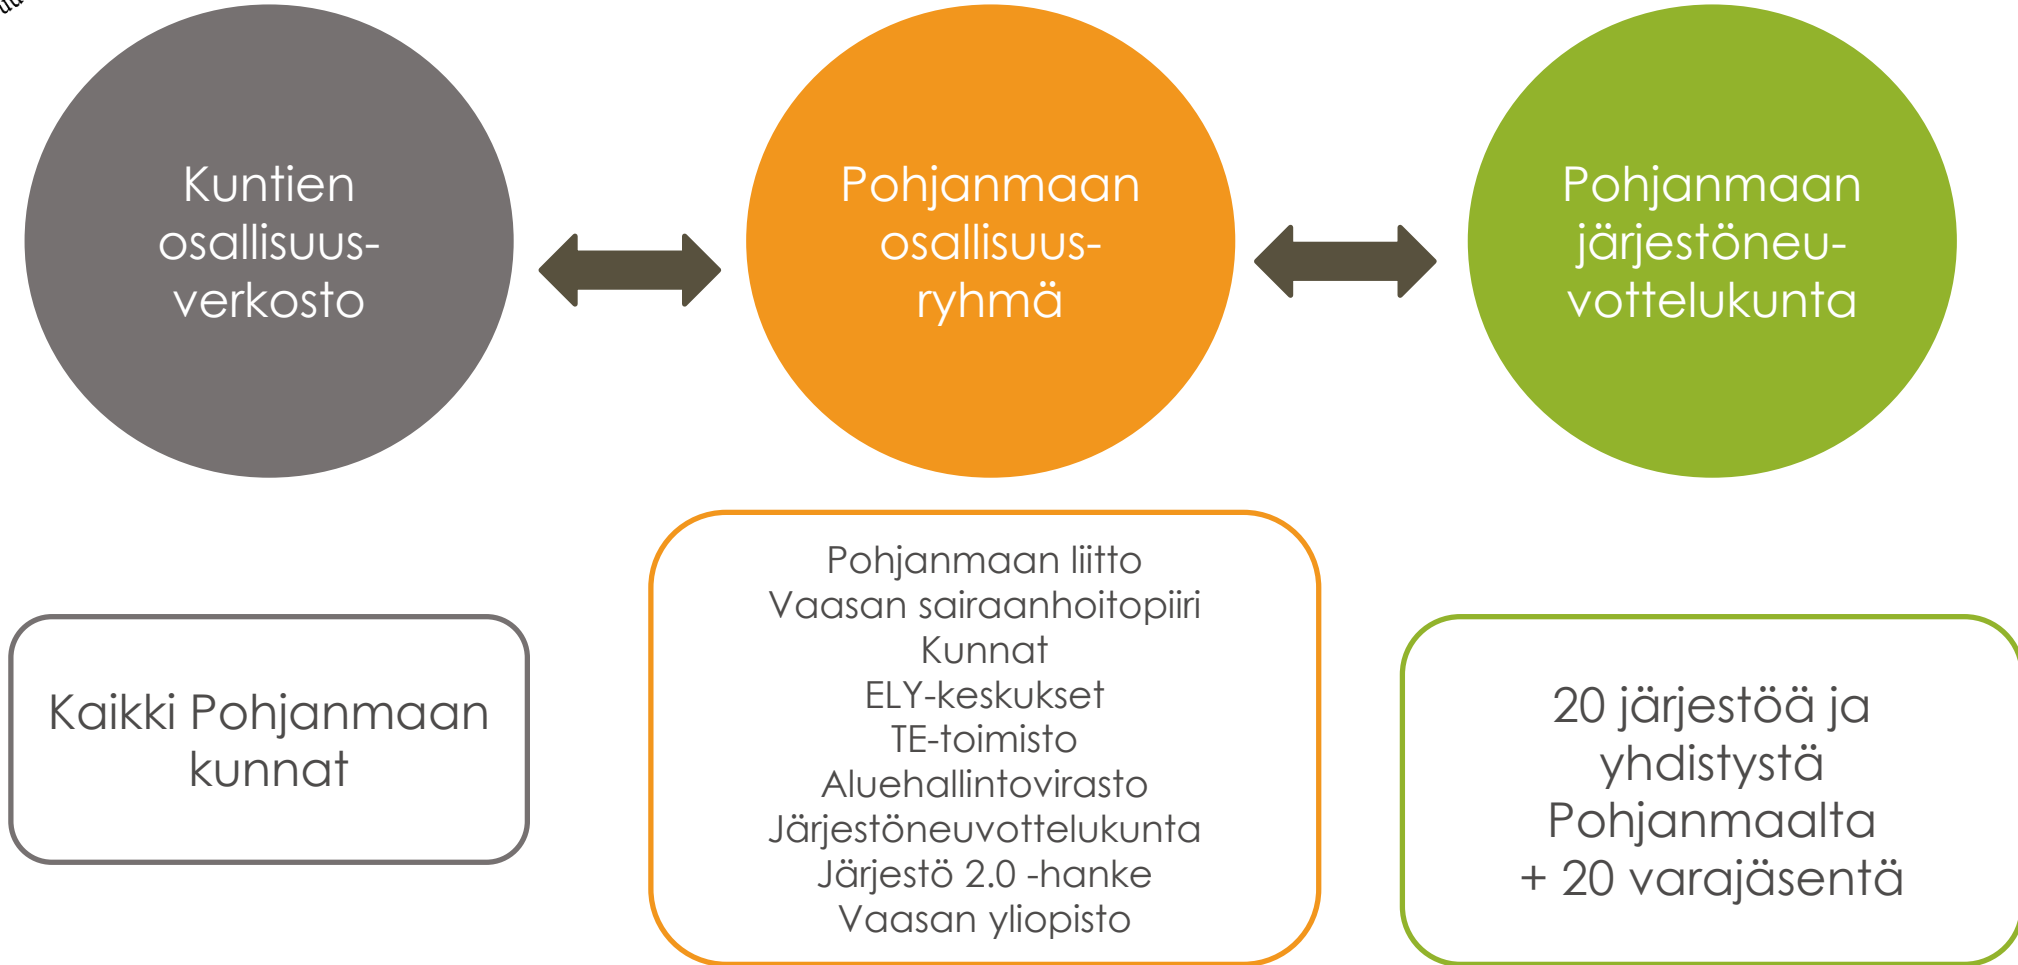 Kuntien
osallisuus-
verkosto
Pohjanmaan
osallisuus-
ryhmä
Pohjanmaan
järjestöneu-
vottelukunta
Kaikki Pohjanmaan
kunnat
Pohjanmaan liitto
Vaasan sairaanhoitopiiri
Kunnat
ELY-keskukset
TE-toimisto
Aluehallintovirasto
Järjestöneuvottelukunta
Järjestö 2.0 -hanke
Vaasan yliopisto
20 järjestöä ja
yhdistystä
Pohjanmaalta
+ 20 varajäsentä